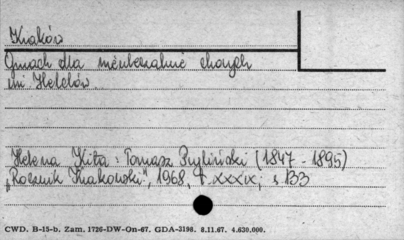 Kraków
Gmach dla nieuleczalnie chorych
im Helclów
Helena Kita: Tomasz Pryliński (1847-1895)
"Rocznik Krakowski", 1968, t. XXXIX, s 133
CWD. B-15-b. Zam. 1726-DW-On-67. GDA-3198. 8.11.67. 4.630.000.